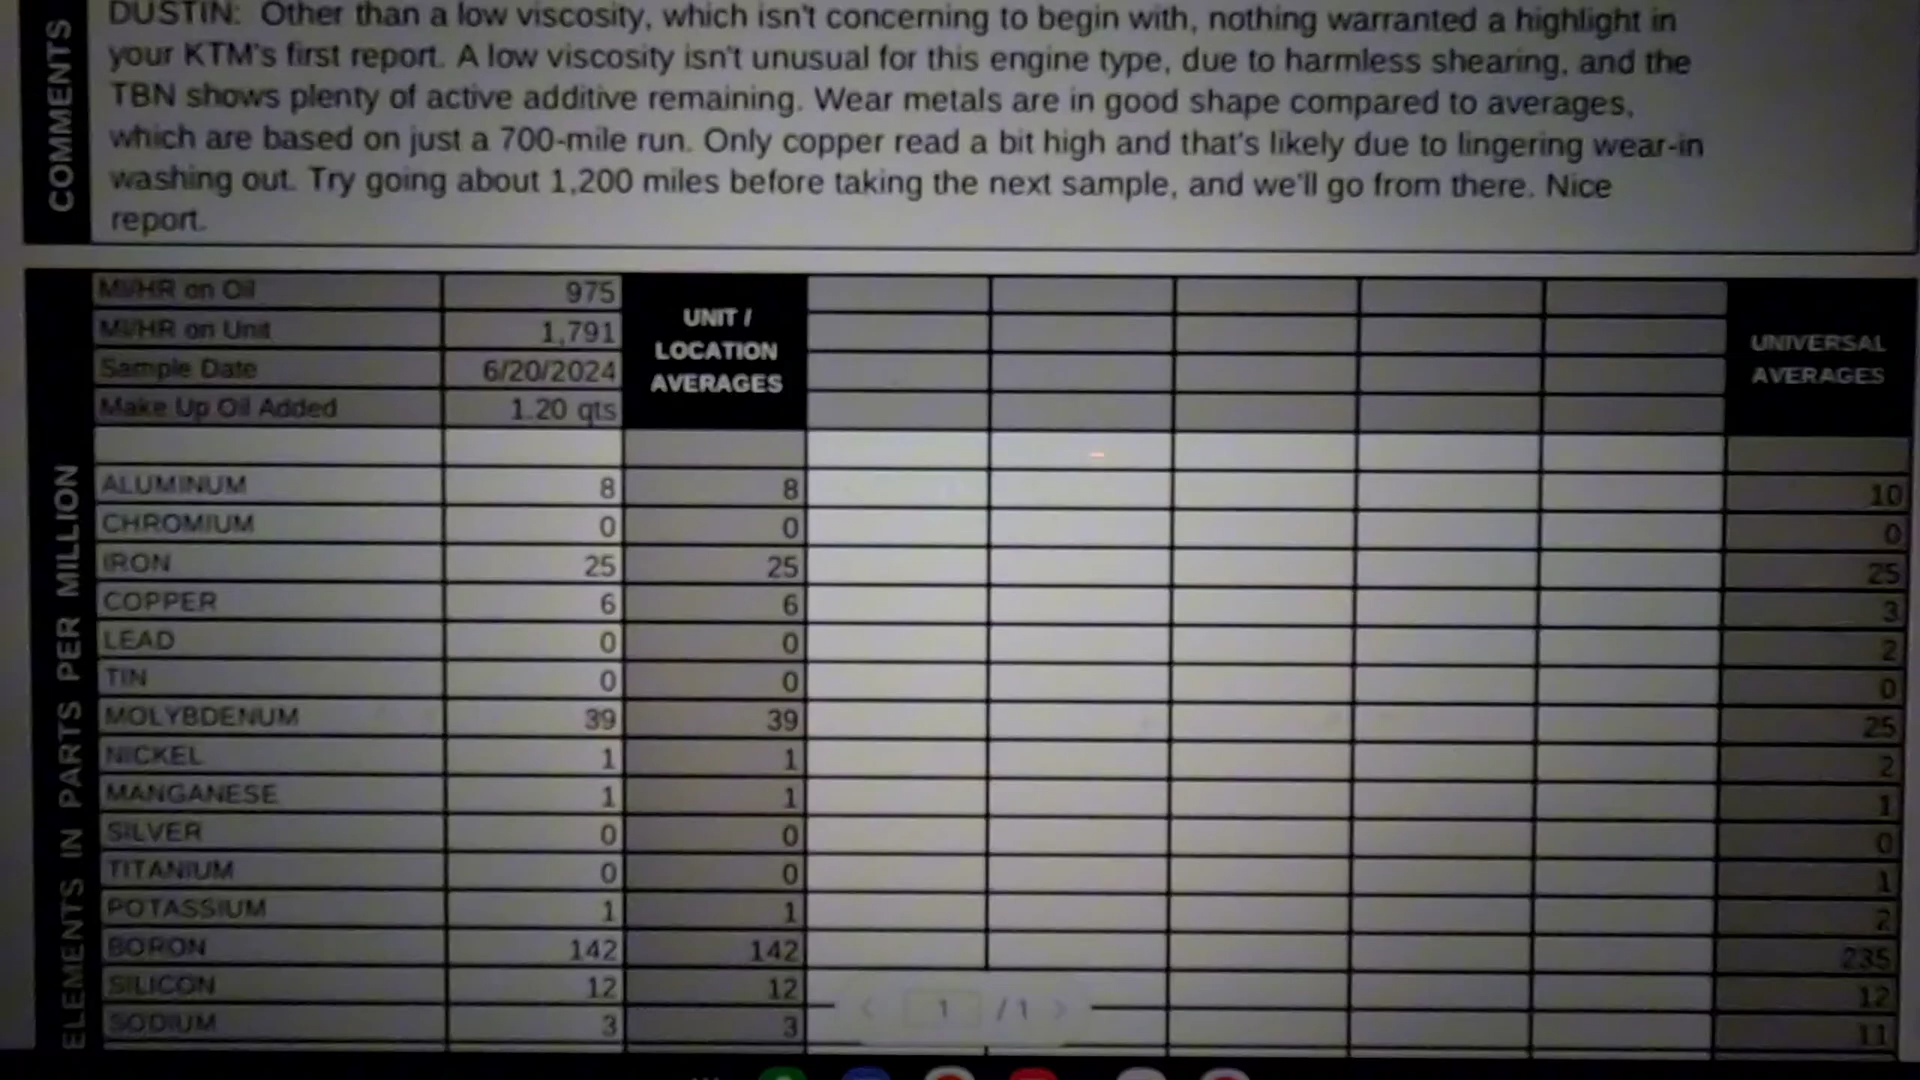 DUSTIN: Other than a low viscosity, which isn't concerning to begin with, nothing warranted a highlight in
your KTM's first report. A low viscosity isn't unusual for this engine type, due to harmless shearing, and the
TBN shows plenty of active additive remaining. Wear metals are in good shape compared to averages,
which are based on just a 700-mile run. Only copper read a bit high and that's likely due to lingering wear-in
washing out. Try going about 1,200 miles before taking the next sample, and we'll go from there. Nice
report.
COMMENTS
MI/HR on Oil 975
MI/HR on Unit 1,791
Sample Date 6/20/2024
Make Up Oil Added 1.20 qts
UNIT /
LOCATION
AVERAGES
UNIVERSAL
AVERAGES
ELEMENTS IN PARTS PER MILLION
ALUMINUM 8 8 10
CHROMIUM 0 0 0
IRON 25 25 25
COPPER 6 6 3
LEAD 0 0 2
TIN 0 0 0
MOLYBDENUM 39 39 25
NICKEL 1 1 2
MANGANESE 1 1 1
SILVER 0 0 0
TITANIUM 0 0 1
POTASSIUM 1 1 2
BORON 142 142 235
SILICON 12 12 12
SODIUM 3 3 11
1 / 1